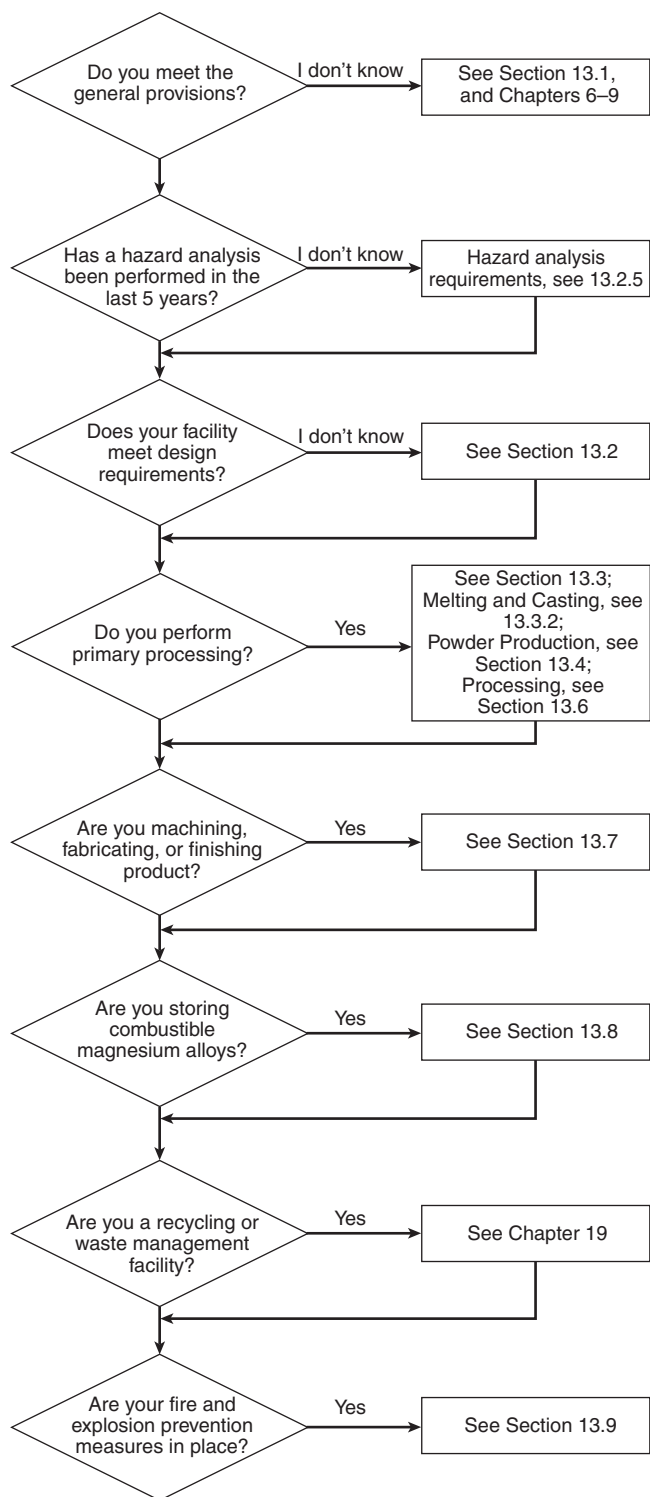 Do you meet the
general provisions?
I don't know
See Section 13.1,
and Chapters 6–9
Has a hazard analysis
been performed in the
last 5 years?
I don't know
Hazard analysis
requirements, see 13.2.5
Does your facility
meet design
requirements?
I don't know
See Section 13.2
Do you perform
primary processing?
Yes
See Section 13.3;
Melting and Casting, see
13.3.2;
Powder Production, see
Section 13.4;
Processing, see
Section 13.6
Are you machining,
fabricating, or finishing
product?
Yes
See Section 13.7
Are you storing
combustible
magnesium alloys?
Yes
See Section 13.8
Are you a recycling or
waste management
facility?
Yes
See Chapter 19
Are your fire and
explosion prevention
measures in place?
Yes
See Section 13.9